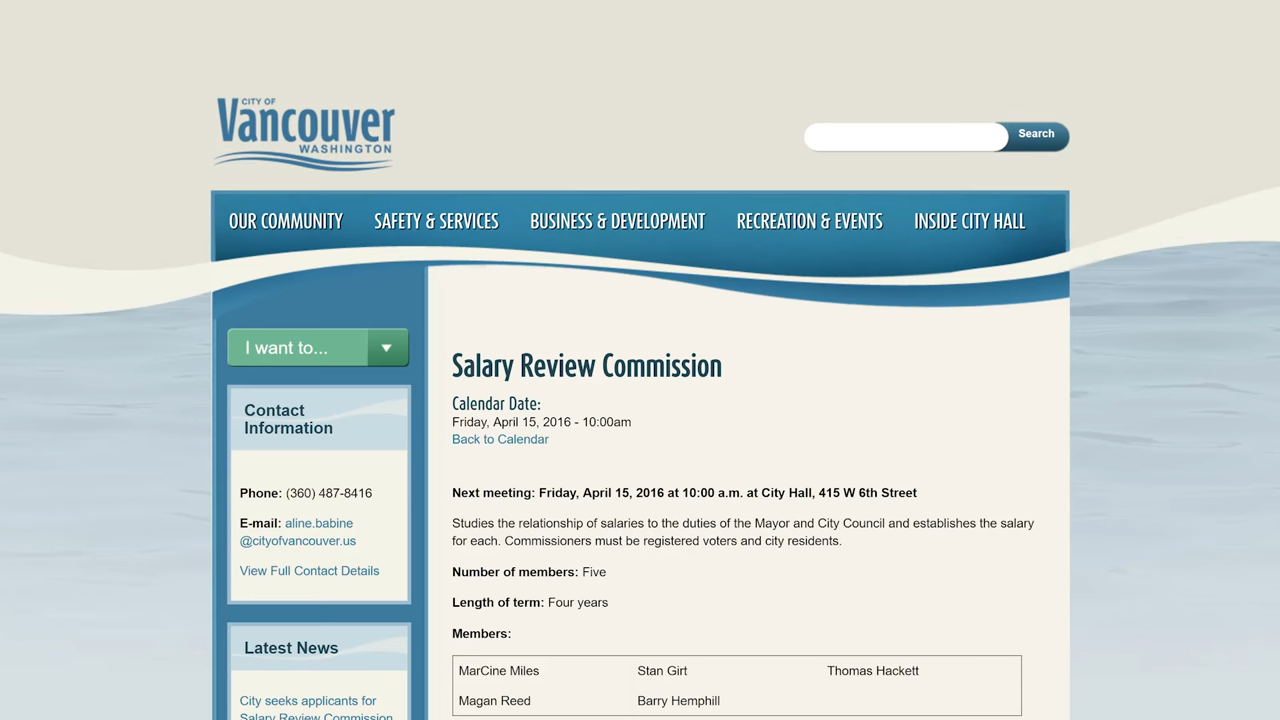 CITY OF
Vancouver
WASHINGTON
Search
OUR COMMUNITY
SAFETY & SERVICES
BUSINESS & DEVELOPMENT
RECREATION & EVENTS
INSIDE CITY HALL
I want to...
Contact
Information
Phone: (360) 487-8416
E-mail: aline.babine
@cityofvancouver.us
View Full Contact Details
Latest News
City seeks applicants for
Salary Review Commission
Salary Review Commission
Calendar Date:
Friday, April 15, 2016 - 10:00am
Back to Calendar
Next meeting: Friday, April 15, 2016 at 10:00 a.m. at City Hall, 415 W 6th Street
Studies the relationship of salaries to the duties of the Mayor and City Council and establishes the salary
for each. Commissioners must be registered voters and city residents.
Number of members: Five
Length of term: Four years
Members:
MarCine Miles
Stan Girt
Thomas Hackett
Magan Reed
Barry Hemphill